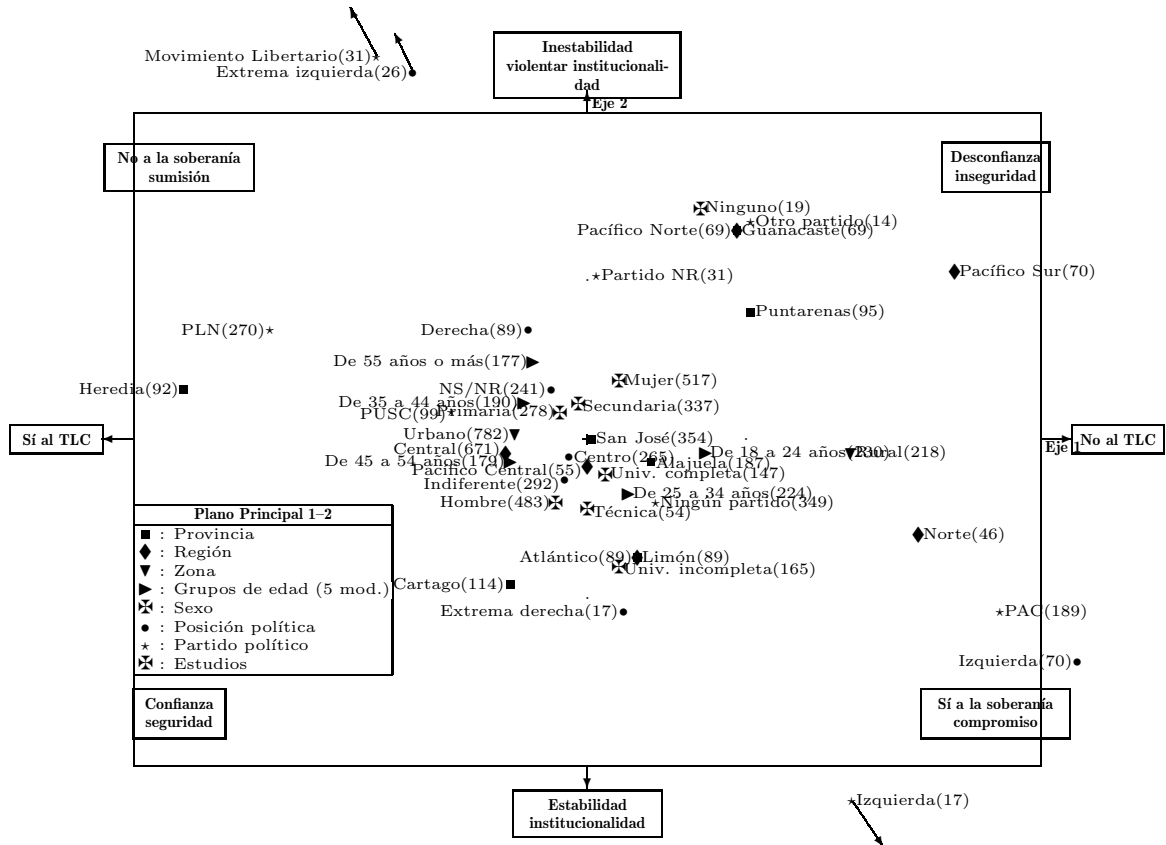 Movimiento Libertario(31)
Extrema izquierda(26)
Inestabilidad
violentar institucionali-
dad
Eje 2
No a la soberanía
sumisión
Desconfianza
inseguridad
Ninguno(19)
Otro partido(14)
Pacífico Norte(69)
Guanacaste(69)
Pacífico Sur(70)
Partido NR(31)
Puntarenas(95)
PLN(270)
Derecha(89)
De 55 años o más(177)
Mujer(517)
Heredia(92)
NS/NR(241)
De 35 a 44 años(190)
PUSC(99)
Primaria(278)
Secundaria(337)
Urbano(782)
San José(354)
Sí al TLC
Eje 1
No al TLC
Central(671)
Centro(265)
De 18 a 24 años(230)
Rural(218)
De 45 a 54 años(179)
Pacífico Central(55)
Alajuela(187)
Univ. completa(147)
Indiferente(292)
De 25 a 34 años(224)
Hombre(483)
Ningún partido(349)
Técnica(54)
Plano Principal 1–2
: Provincia
: Región
: Zona
: Grupos de edad (5 mod.)
: Sexo
: Posición política
: Partido político
: Estudios
Norte(46)
Atlántico(89)
Limón(89)
Univ. incompleta(165)
Cartago(114)
Extrema derecha(17)
PAC(189)
Izquierda(70)
Confianza
seguridad
Sí a la soberanía
compromiso
Estabilidad
institucionalidad
Izquierda(17)